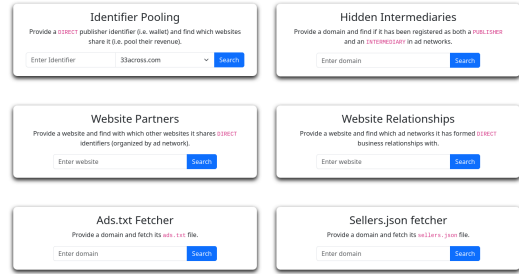 Identifier Pooling
Provide a DIRECT publisher identifier (i.e. wallet) and find which websites
share it (i.e. pool their revenue).
Enter Identifier 33across.com Search
Hidden Intermediaries
Provide a domain and find if it has been registered as both a PUBLISHER
and an INTERMEDIARY in ad networks.
Enter domain Search
Website Partners
Provide a website and find with which other websites it shares DIRECT
identifiers (organized by ad network).
Enter website Search
Website Relationships
Provide a website and find which ad networks it has formed DIRECT
business relationships with.
Enter website Search
Ads.txt Fetcher
Provide a domain and fetch its ads.txt file.
Enter domain Search
Sellers.json fetcher
Provide a domain and fetch its sellers.json file.
Enter domain Search